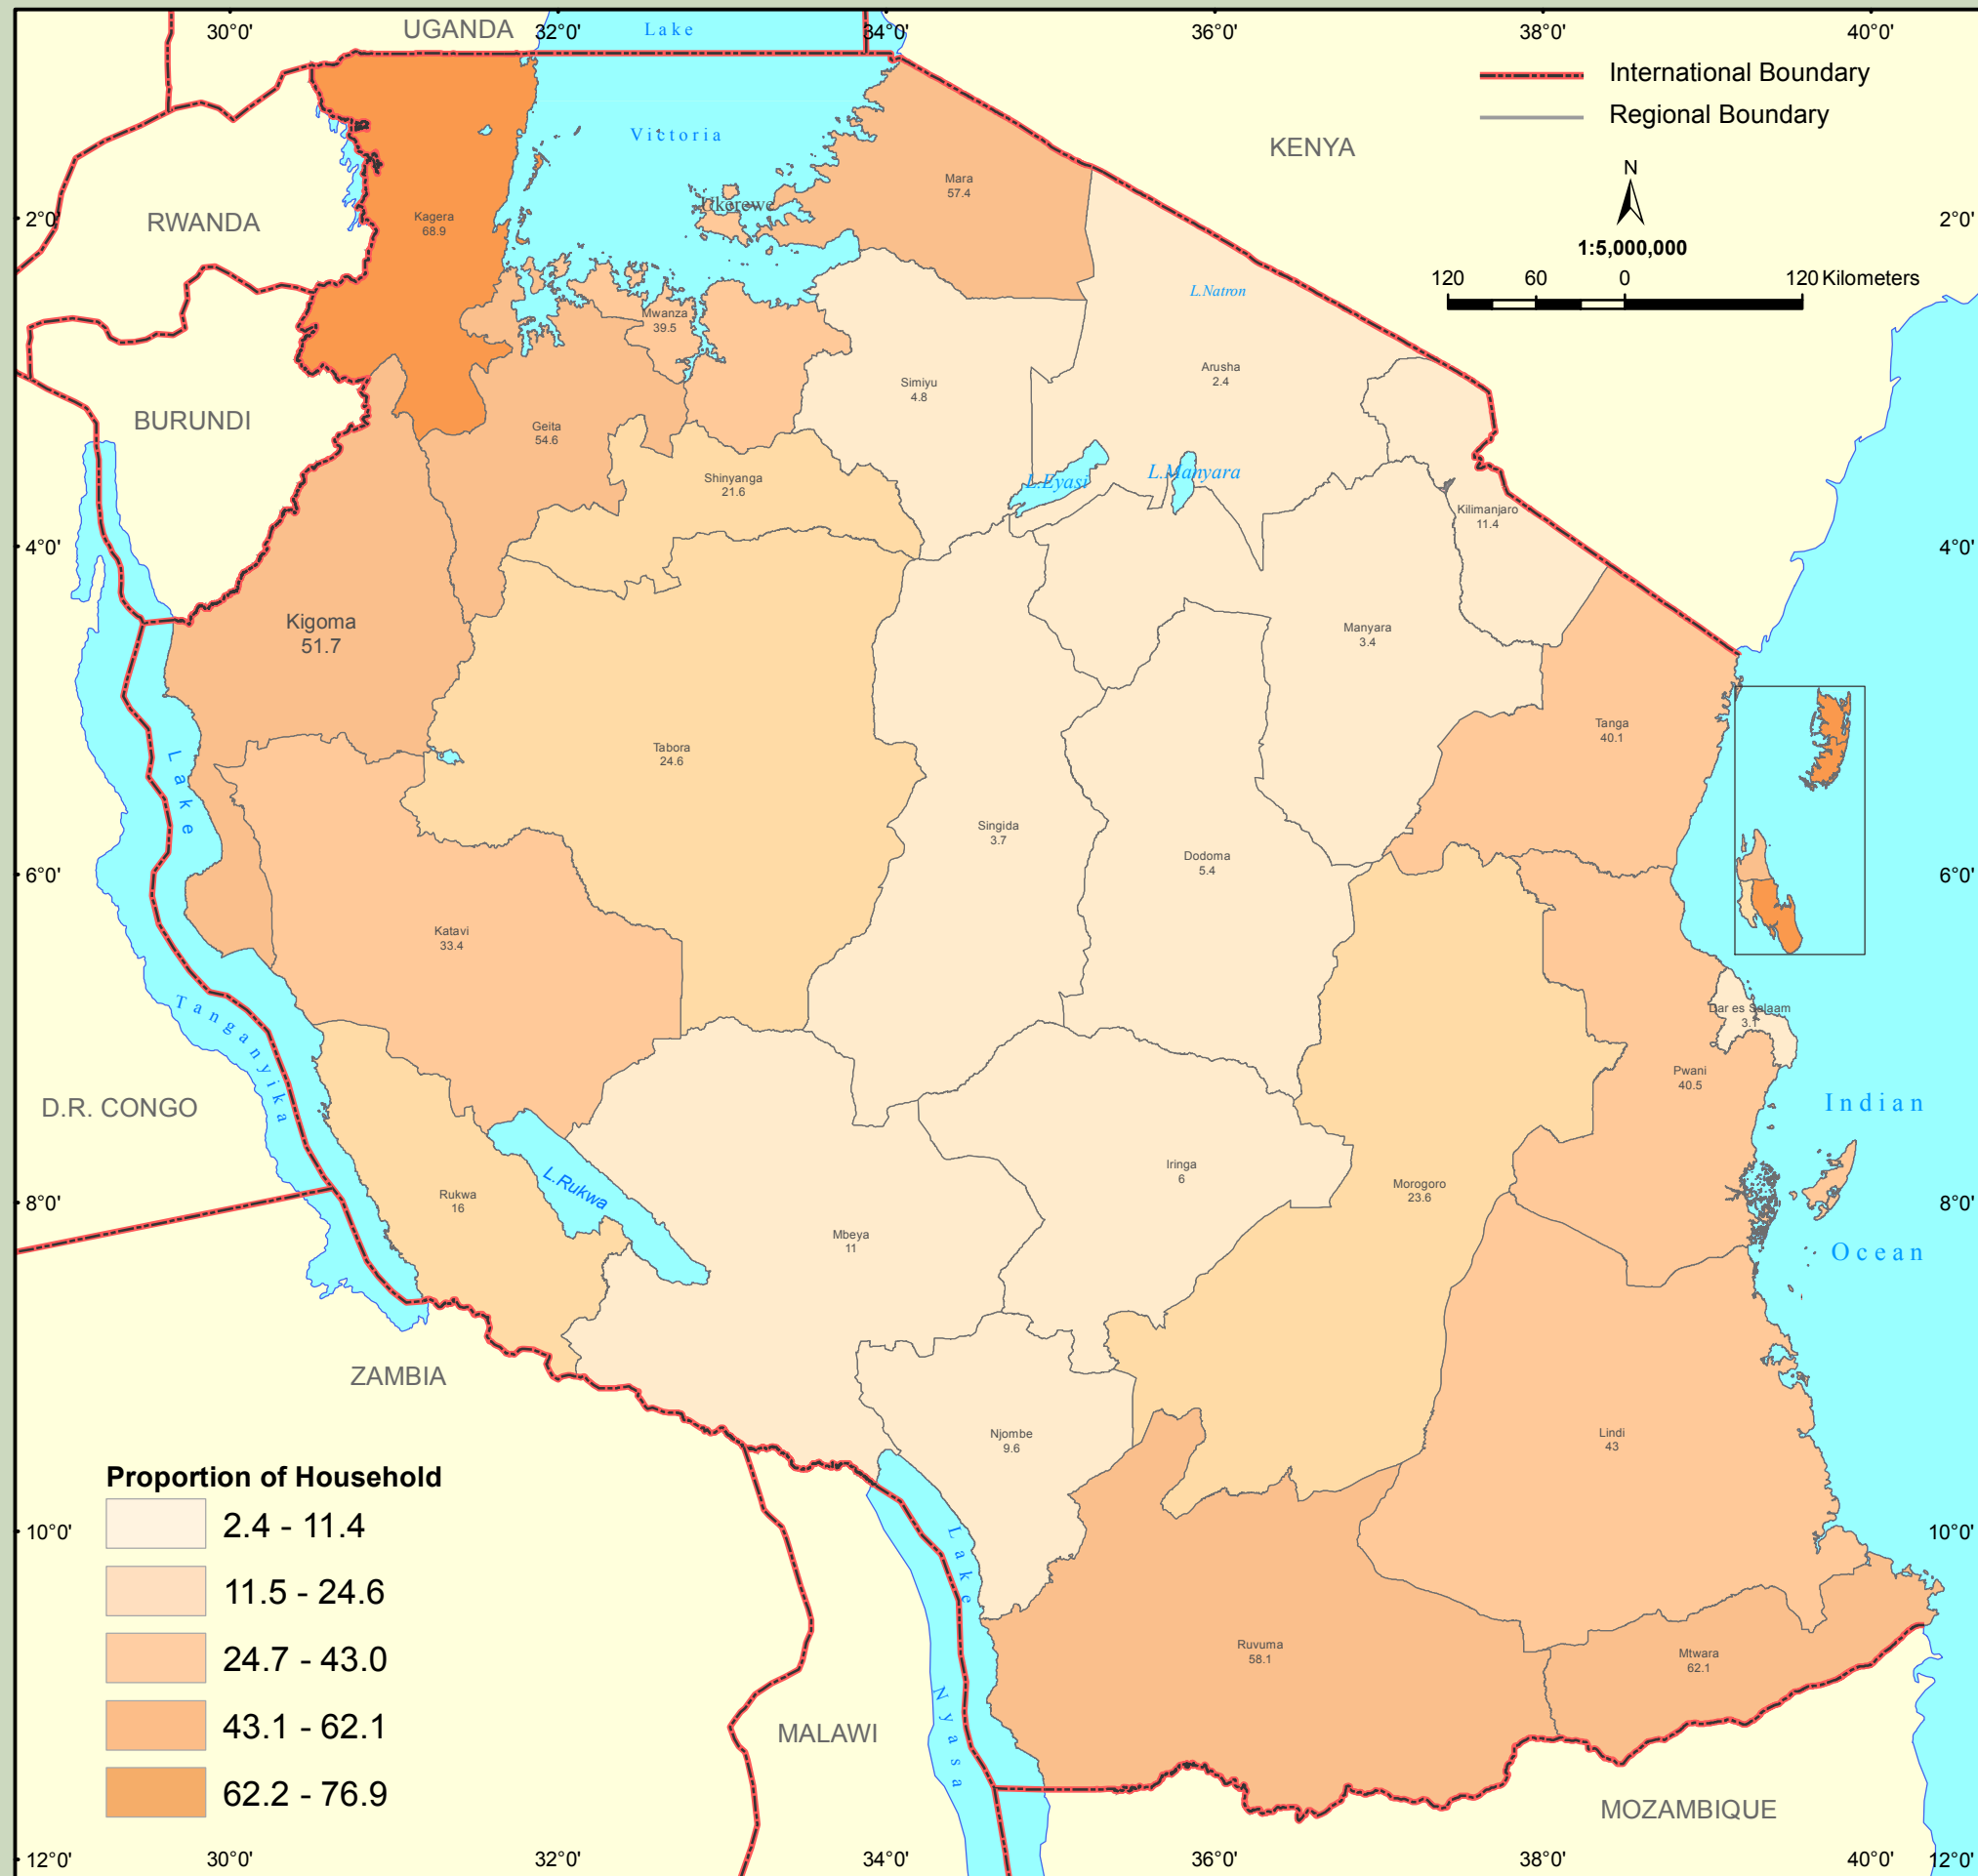 30°0'
UGANDA
32°0'
Lake
34°0'
36°0'
38°0'
40°0'
International Boundary
Regional Boundary
Victoria
KENYA
N
1:5,000,000
120 60 0 120 Kilometers
Mara
57.4
Ukerewe
RWANDA
2°0'
2°0'
Kagera
68.9
L.Natron
Mwanza
39.5
Arusha
2.4
Simiyu
4.8
BURUNDI
Geita
54.6
L.Eyasi
L.Manyara
Shinyanga
21.6
Kilimanjaro
11.4
4°0'
4°0'
Kigoma
51.7
Manyara
3.4
Tanga
40.1
Tabora
24.6
Lake
Singida
3.7
Dodoma
5.4
6°0'
6°0'
Katavi
33.4
Tanganyika
Dar es Salaam
3.1
Pwani
40.5
D.R. CONGO
Indian
Iringa
6
Morogoro
23.6
L.Rukwa
Rukwa
16
8°0'
8°0'
Mbeya
11
Ocean
ZAMBIA
Njombe
9.6
Lindi
43
Proportion of Household
2.4 - 11.4
11.5 - 24.6
24.7 - 43.0
43.1 - 62.1
62.2 - 76.9
10°0'
10°0'
Lake
Nyasa
Ruvuma
58.1
Mtwara
62.1
MALAWI
MOZAMBIQUE
12°0'
30°0'
32°0'
34°0'
36°0'
38°0'
40°0'
12°0'